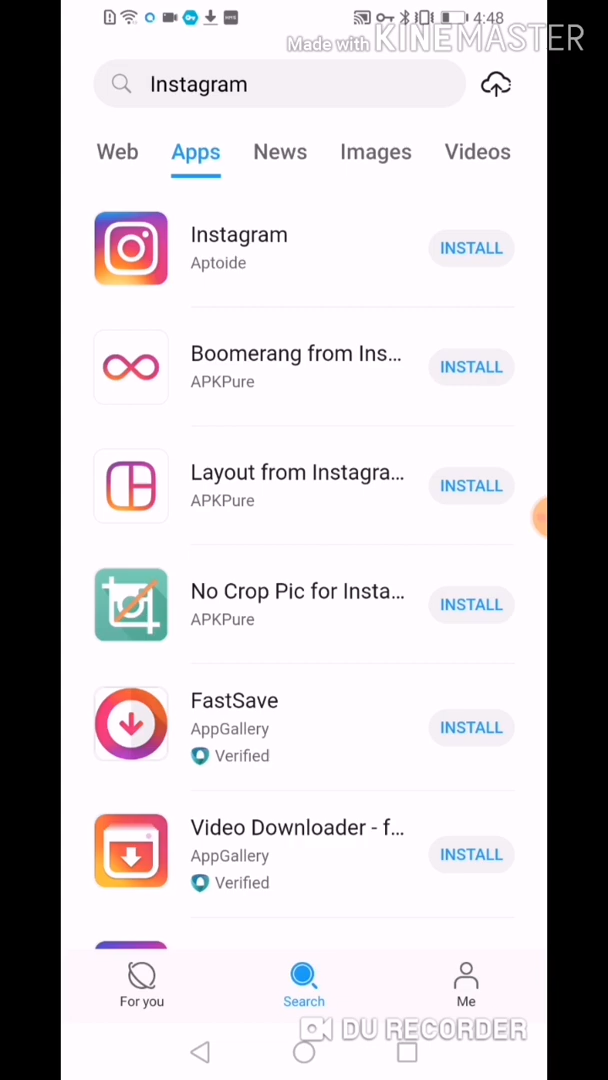 4:48
Made with KINEMASTER
Instagram
Web Apps News Images Videos
Instagram
Aptoide
INSTALL
Boomerang from Ins...
APKPure
INSTALL
Layout from Instagra...
APKPure
INSTALL
No Crop Pic for Insta...
APKPure
INSTALL
FastSave
AppGallery
Verified
INSTALL
Video Downloader - f...
AppGallery
Verified
INSTALL
For you Search Me
DU RECORDER